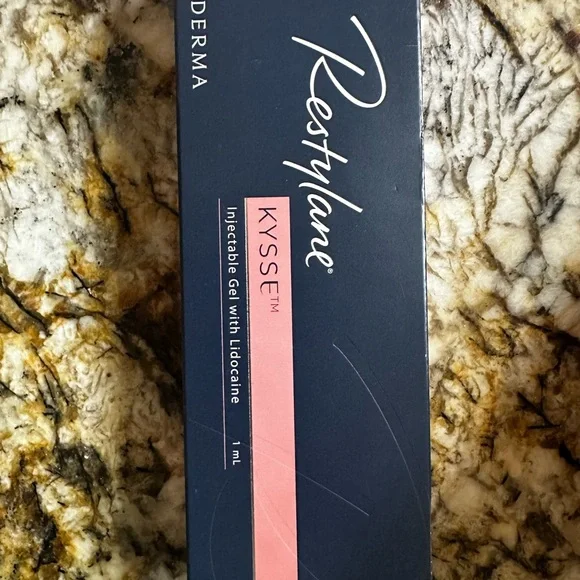 DERMA
Restylane®
KYSSE™
Injectable Gel with Lidocaine 1 mL